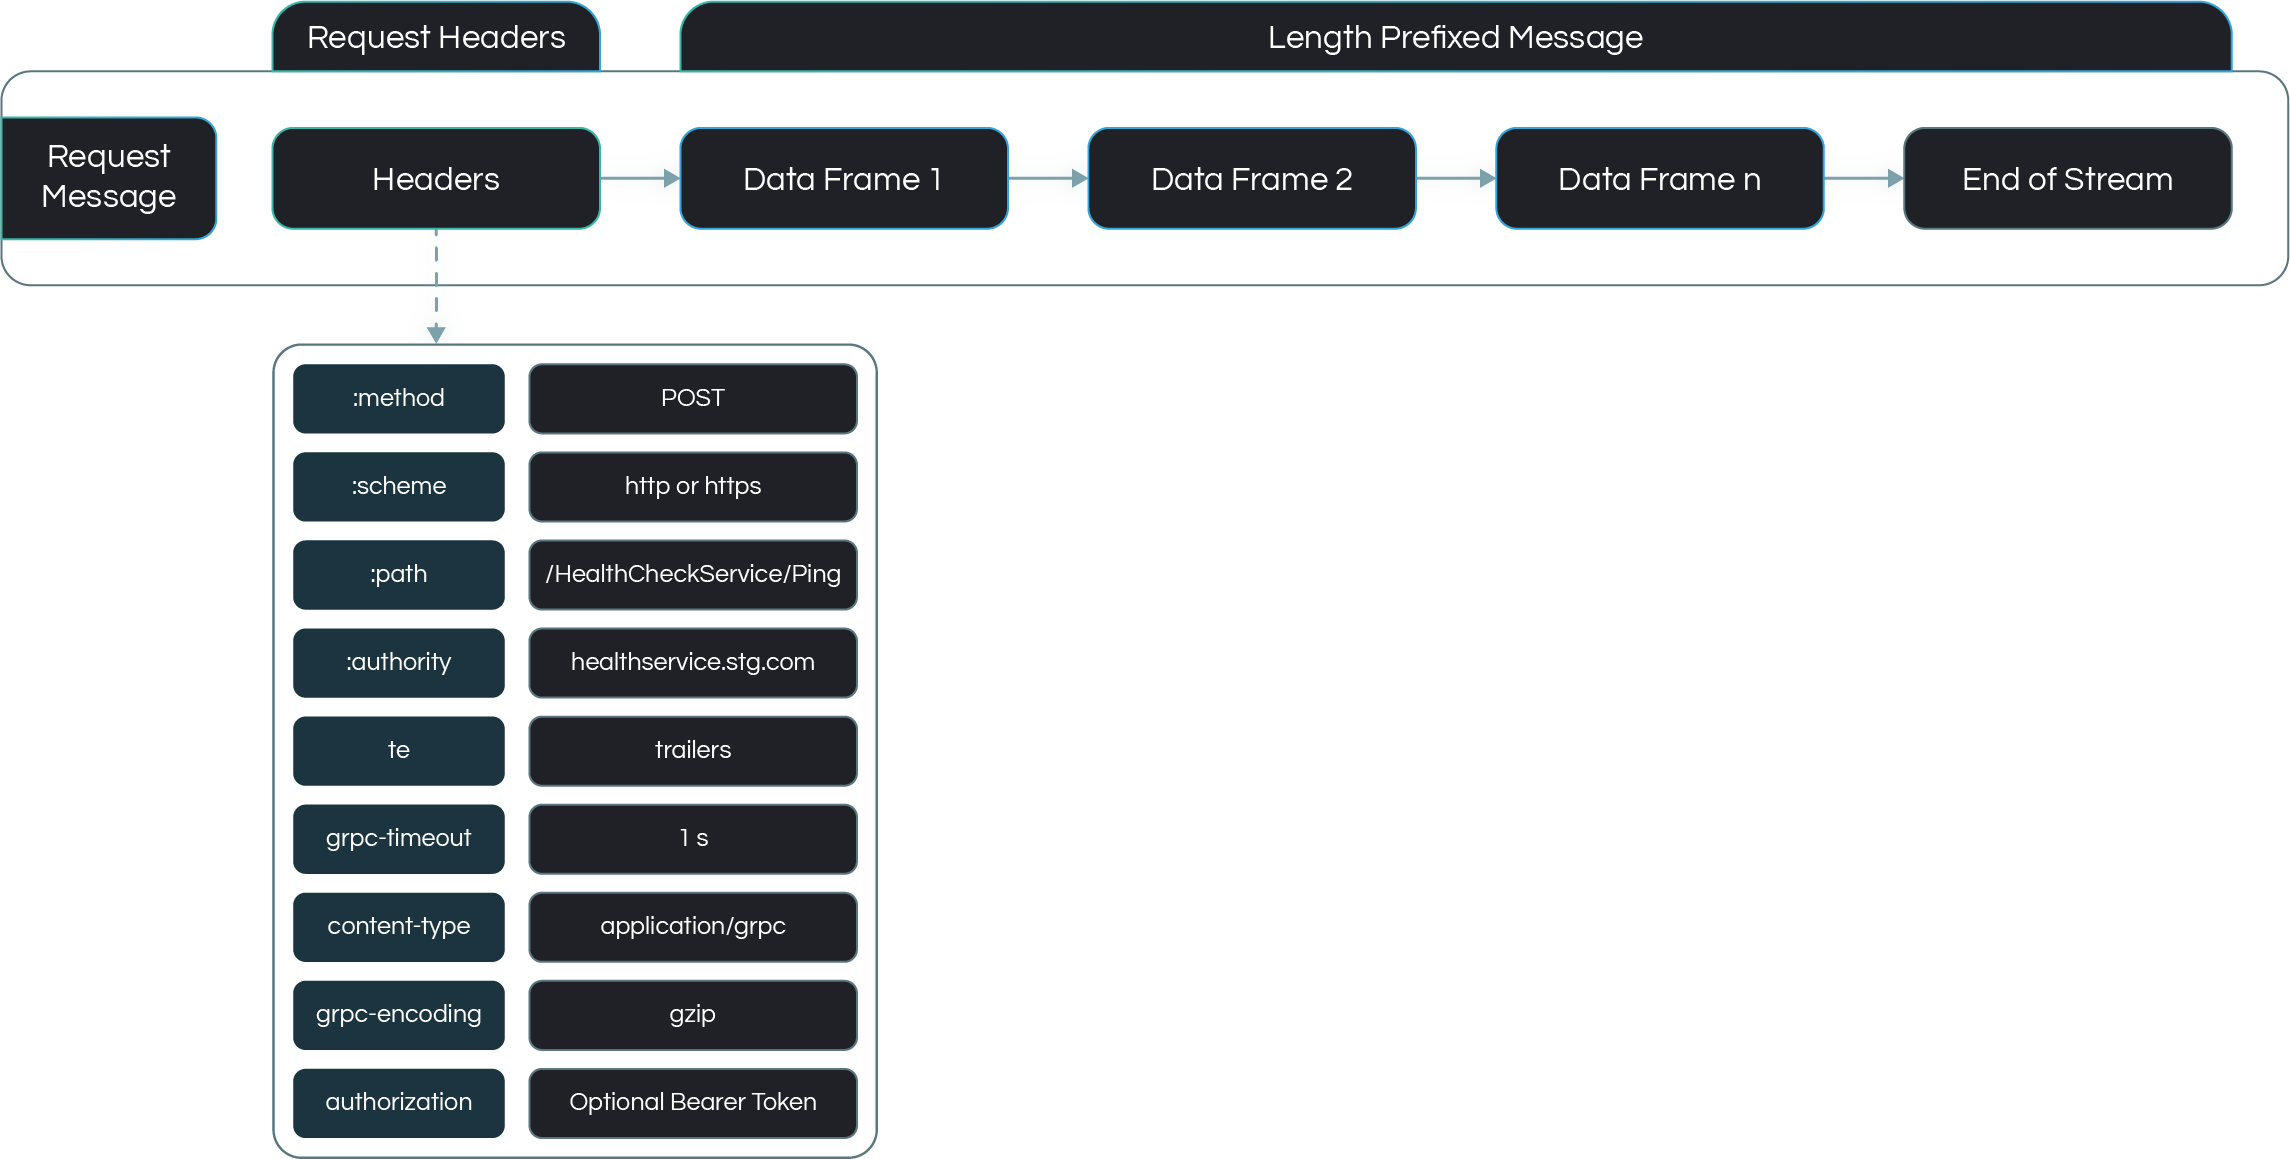 Request Headers
Length Prefixed Message
Request
Message
Headers
Data Frame 1
Data Frame 2
Data Frame n
End of Stream
:method
POST
:scheme
http or https
:path
/HealthCheckService/Ping
:authority
healthservice.stg.com
te
trailers
grpc-timeout
1 s
content-type
application/grpc
grpc-encoding
gzip
authorization
Optional Bearer Token